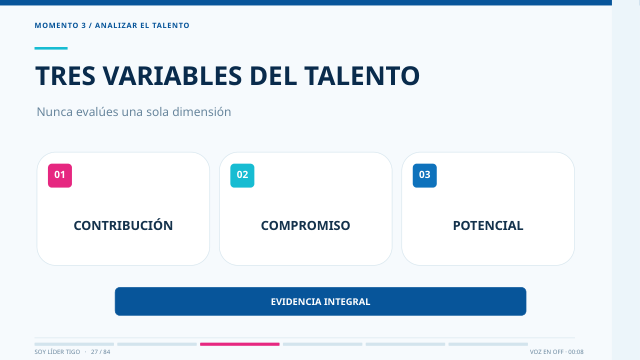 MOMENTO 3 / ANALIZAR EL TALENTO
TRES VARIABLES DEL TALENTO
Nunca evalúes una sola dimensión
01
CONTRIBUCIÓN
02
COMPROMISO
03
POTENCIAL
EVIDENCIA INTEGRAL
SOY LÍDER TIGO · 27 / 84
VOZ EN OFF · 00:08